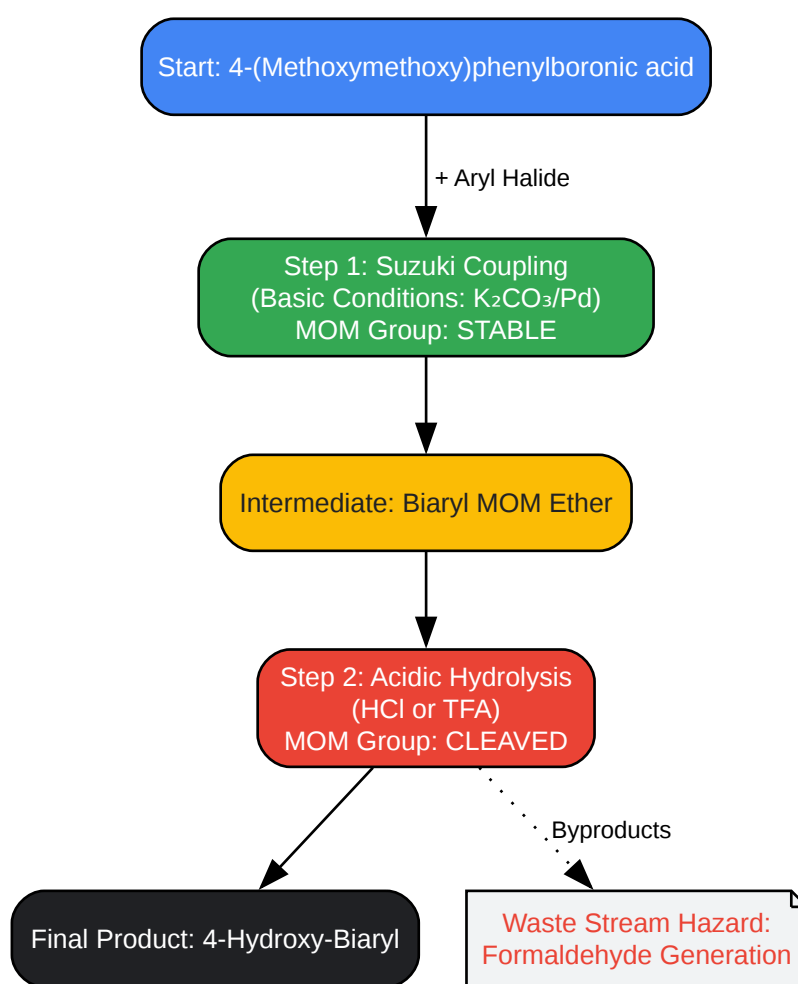 Start: 4-(Methoxymethoxy)phenylboronic acid
+ Aryl Halide
Step 1: Suzuki Coupling
(Basic Conditions: K₂CO₃/Pd)
MOM Group: STABLE
Intermediate: Biaryl MOM Ether
Step 2: Acidic Hydrolysis
(HCl or TFA)
MOM Group: CLEAVED
Byproducts
Final Product: 4-Hydroxy-Biaryl
Waste Stream Hazard:
Formaldehyde Generation